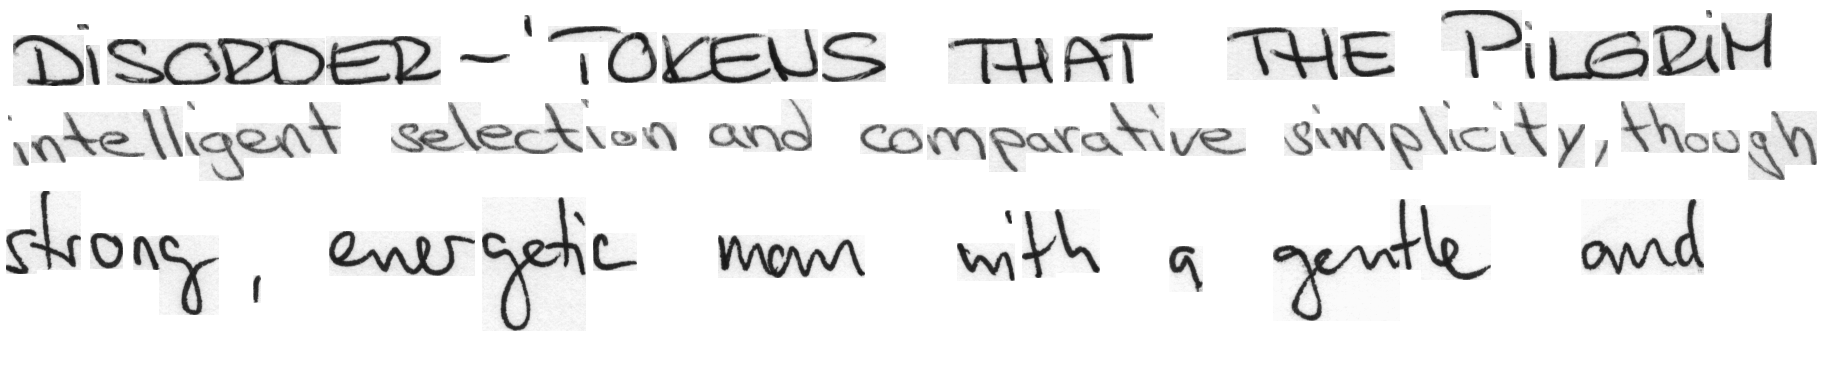 DISORDER - 'TOKENS THAT THE PILGRIM
intelligent selection and comparative simplicity, though
strong, energetic man with a gentle and